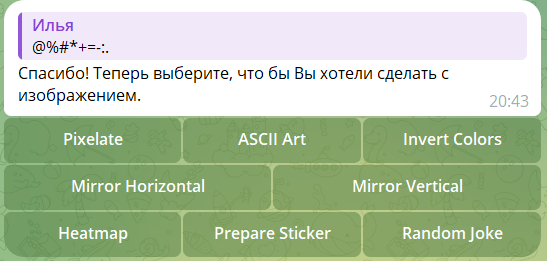 Илья
@%#*+=-:.
Спасибо! Теперь выберите, что бы Вы хотели сделать с
изображением.
20:43
Pixelate
ASCII Art
Invert Colors
Mirror Horizontal
Mirror Vertical
Heatmap
Prepare Sticker
Random Joke